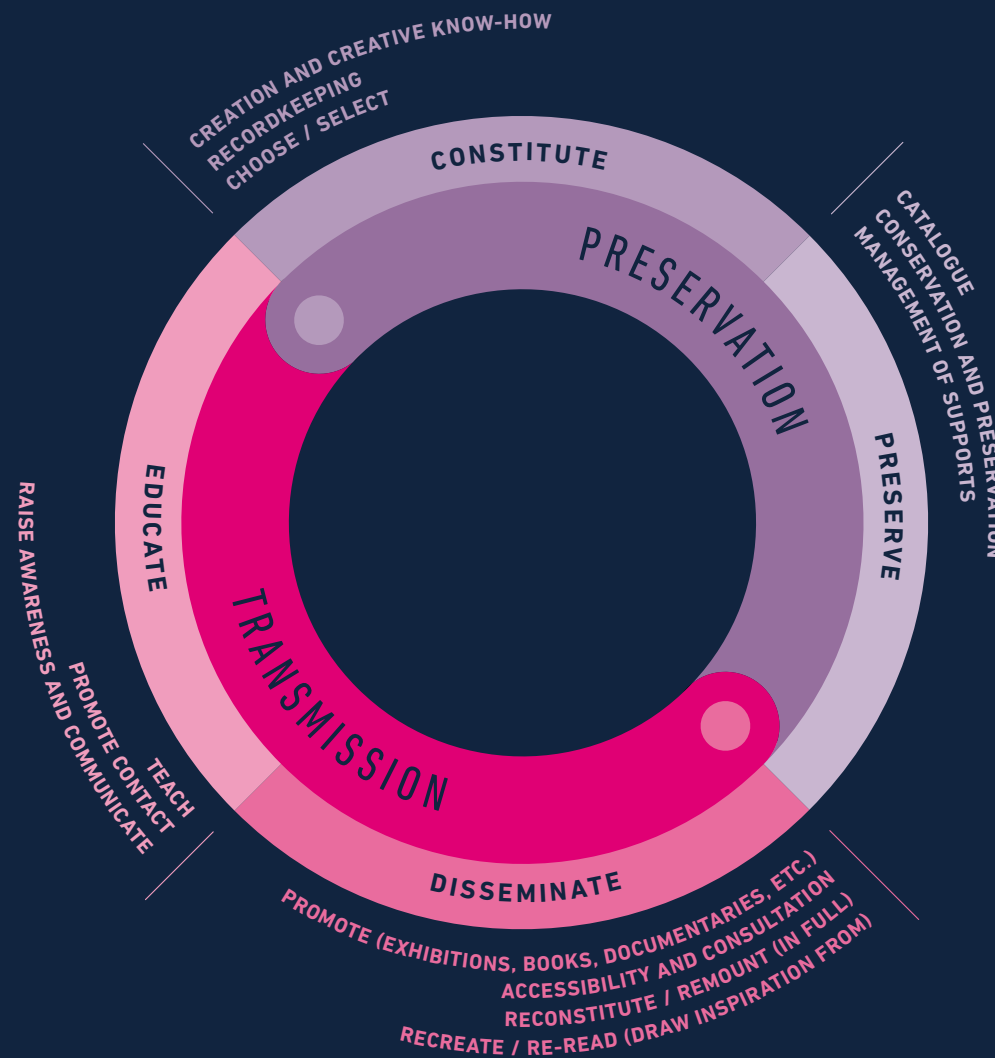 CREATION AND CREATIVE KNOW-HOW
RECORDKEEPING
CHOOSE / SELECT
CONSTITUTE
PRESERVATION
CATALOGUE
CONSERVATION AND PRESERVATION
MANAGEMENT OF SUPPORTS
PRESERVE
EDUCATE
RAISE AWARENESS AND COMMUNICATE
PROMOTE CONTACT
TEACH
TRANSMISSION
DISSEMINATE
PROMOTE (EXHIBITIONS, BOOKS, DOCUMENTARIES, ETC.)
ACCESSIBILITY AND CONSULTATION
RECONSTITUTE / REMOUNT (IN FULL)
RECREATE / RE-READ (DRAW INSPIRATION FROM)